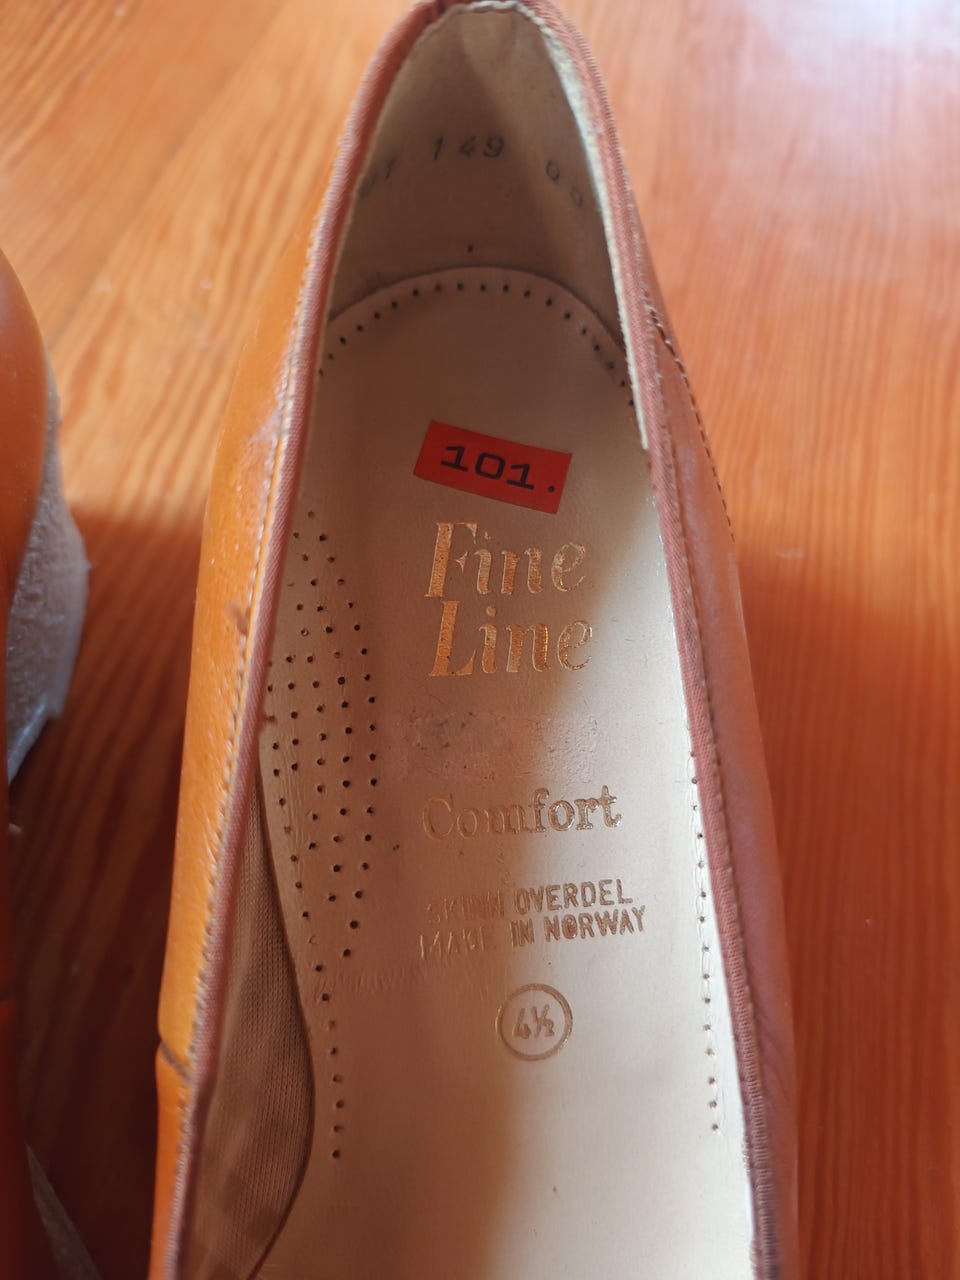 149
101.
Fine
Line
Comfort
SKINN OVERDEL
MADE IN NORWAY
4½